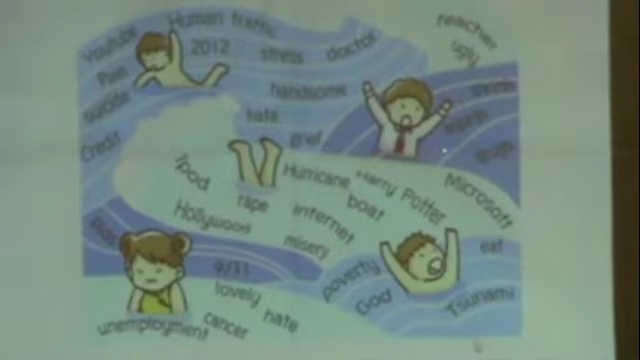 Human traffic
teacher
Youtube
2012
stress
doctor
ugly
Pain
suicide
handsome
hate
grief
Credit
Ipod
Hurricane
Harry Potter
Microsoft
rape
internet
boat
Hollywood
misery
9/11
poverty
eat
lovely
God
Tsunami
unemployment
cancer
hate